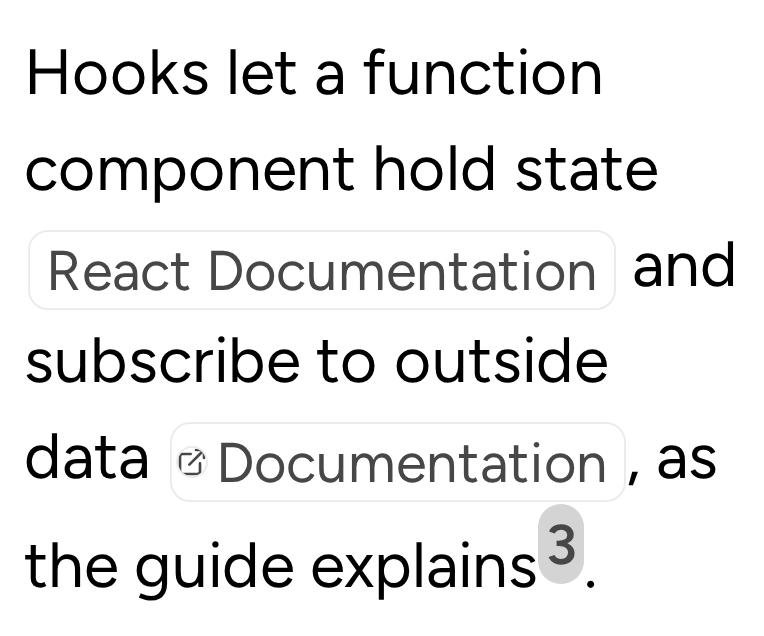 Hooks let a function
component hold state
React Documentation and
subscribe to outside
data Documentation, as
the guide explains3.